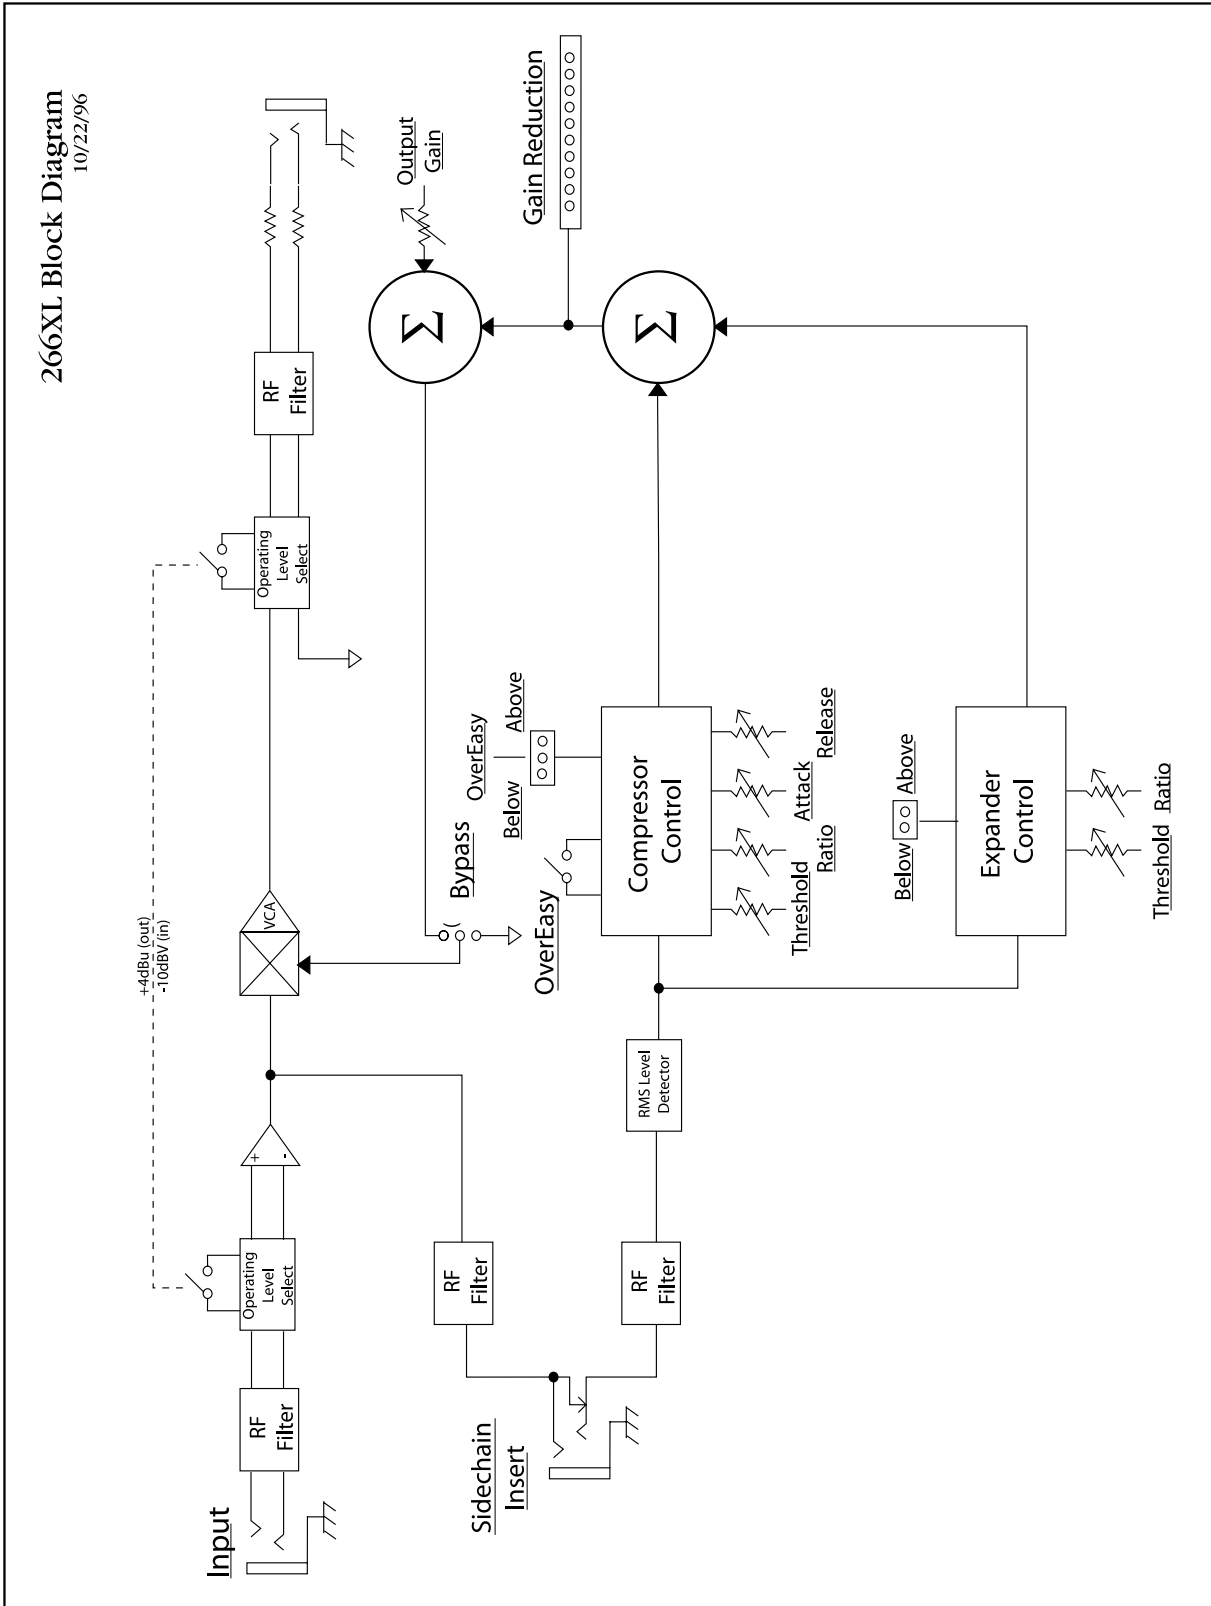 266XL Block Diagram
10/22/96
Input
RF
Filter
Operating
Level
Select
+
-
+4dBu (out)
-10dBV (in)
VCA
Operating
Level
Select
RF
Filter
Output
Gain
Σ
Gain Reduction
Σ
Bypass
Sidechain
Insert
RF
Filter
RF
Filter
RMS Level
Detector
OverEasy
OverEasy
Below
Above
Compressor
Control
Threshold
Ratio
Attack
Release
Below
Above
Expander
Control
Threshold
Ratio